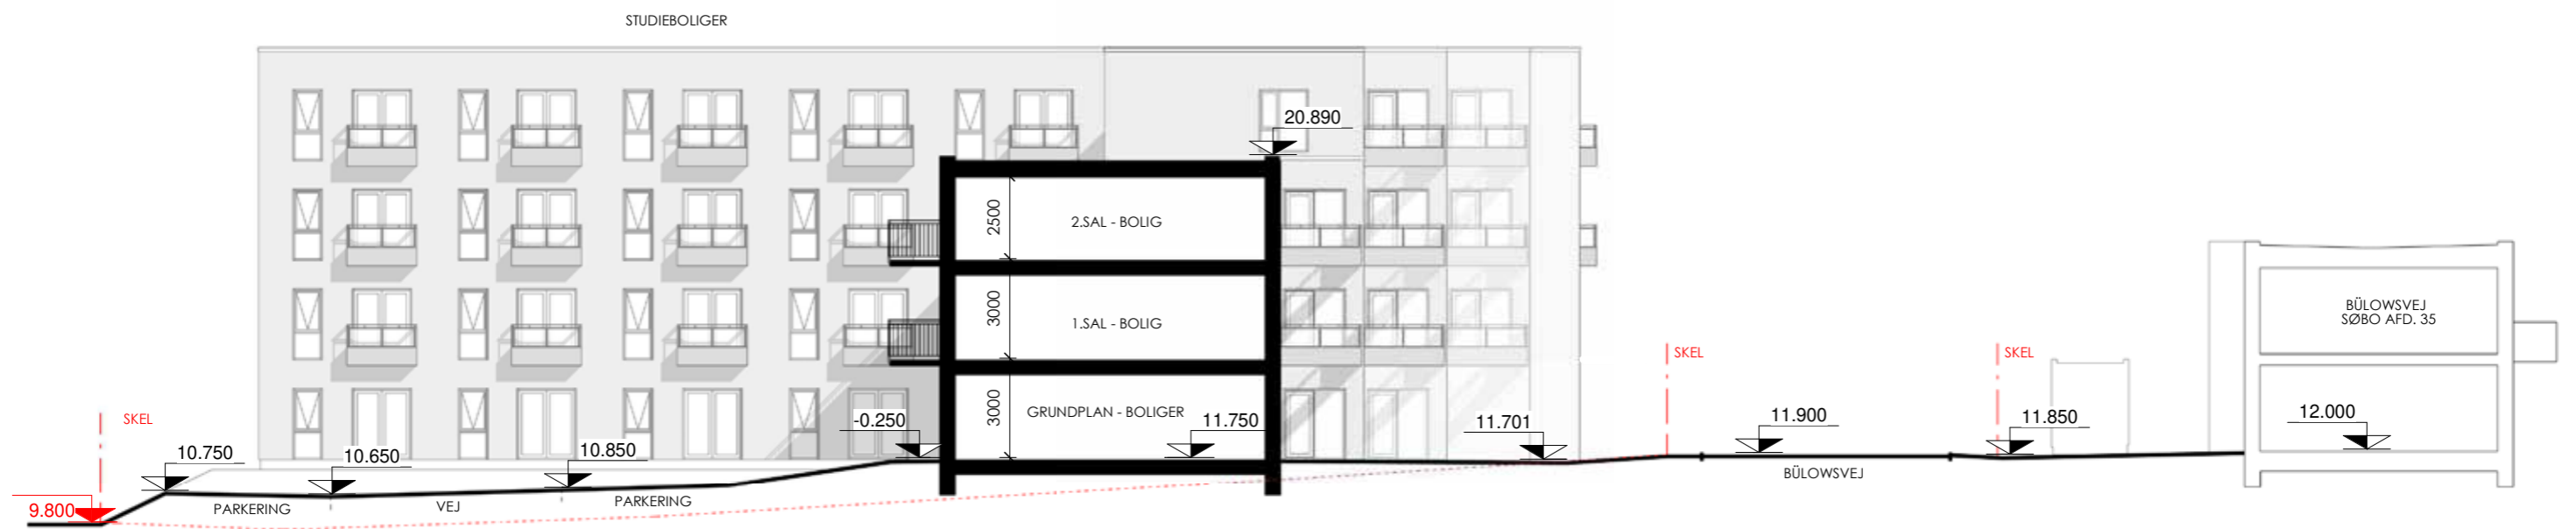 STUDIEBOLIGER
20.890
2500
2.SAL - BOLIG
3000
1.SAL - BOLIG
BÜLOWSVEJ
SØBO AFD. 35
SKEL
SKEL
3000
GRUNDPLAN - BOLIGER
SKEL
-0.250
11.750
11.701
11.900
11.850
12.000
10.750
10.650
10.850
BÜLOWSVEJ
9.800
PARKERING
VEJ
PARKERING